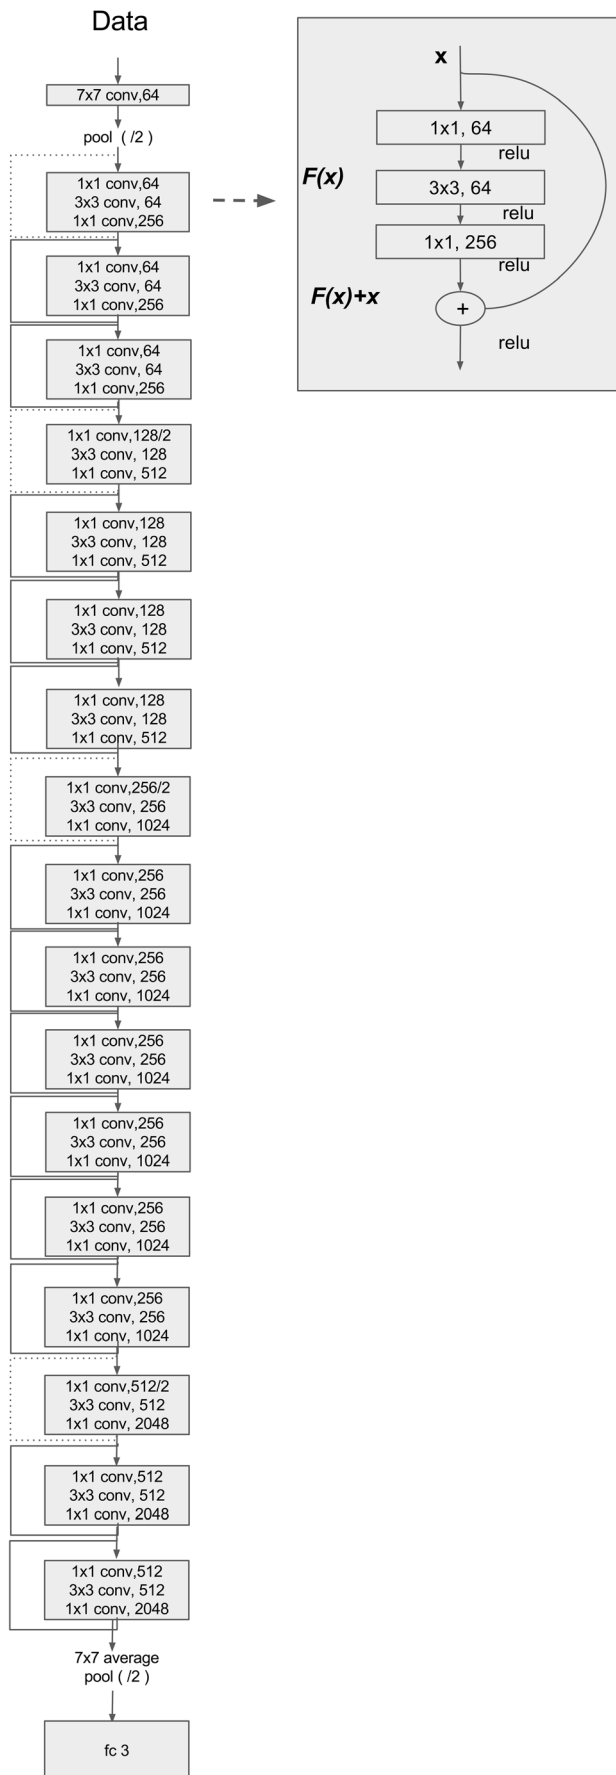 Data
7x7 conv,64
pool ( /2 )
1x1 conv,64
3x3 conv, 64
1x1 conv,256
1x1 conv,64
3x3 conv, 64
1x1 conv,256
1x1 conv,64
3x3 conv, 64
1x1 conv,256
1x1 conv,128/2
3x3 conv, 128
1x1 conv, 512
1x1 conv,128
3x3 conv, 128
1x1 conv, 512
1x1 conv,128
3x3 conv, 128
1x1 conv, 512
1x1 conv,128
3x3 conv, 128
1x1 conv, 512
1x1 conv,256/2
3x3 conv, 256
1x1 conv, 1024
1x1 conv,256
3x3 conv, 256
1x1 conv, 1024
1x1 conv,256
3x3 conv, 256
1x1 conv, 1024
1x1 conv,256
3x3 conv, 256
1x1 conv, 1024
1x1 conv,256
3x3 conv, 256
1x1 conv, 1024
1x1 conv,256
3x3 conv, 256
1x1 conv, 1024
1x1 conv,256
3x3 conv, 256
1x1 conv, 1024
1x1 conv,512/2
3x3 conv, 512
1x1 conv, 2048
1x1 conv,512
3x3 conv, 512
1x1 conv, 2048
1x1 conv,512
3x3 conv, 512
1x1 conv, 2048
7x7 average
pool ( /2 )
fc 3
x
1x1, 64
relu
F(x)
3x3, 64
relu
1x1, 256
relu
F(x)+x
+
relu